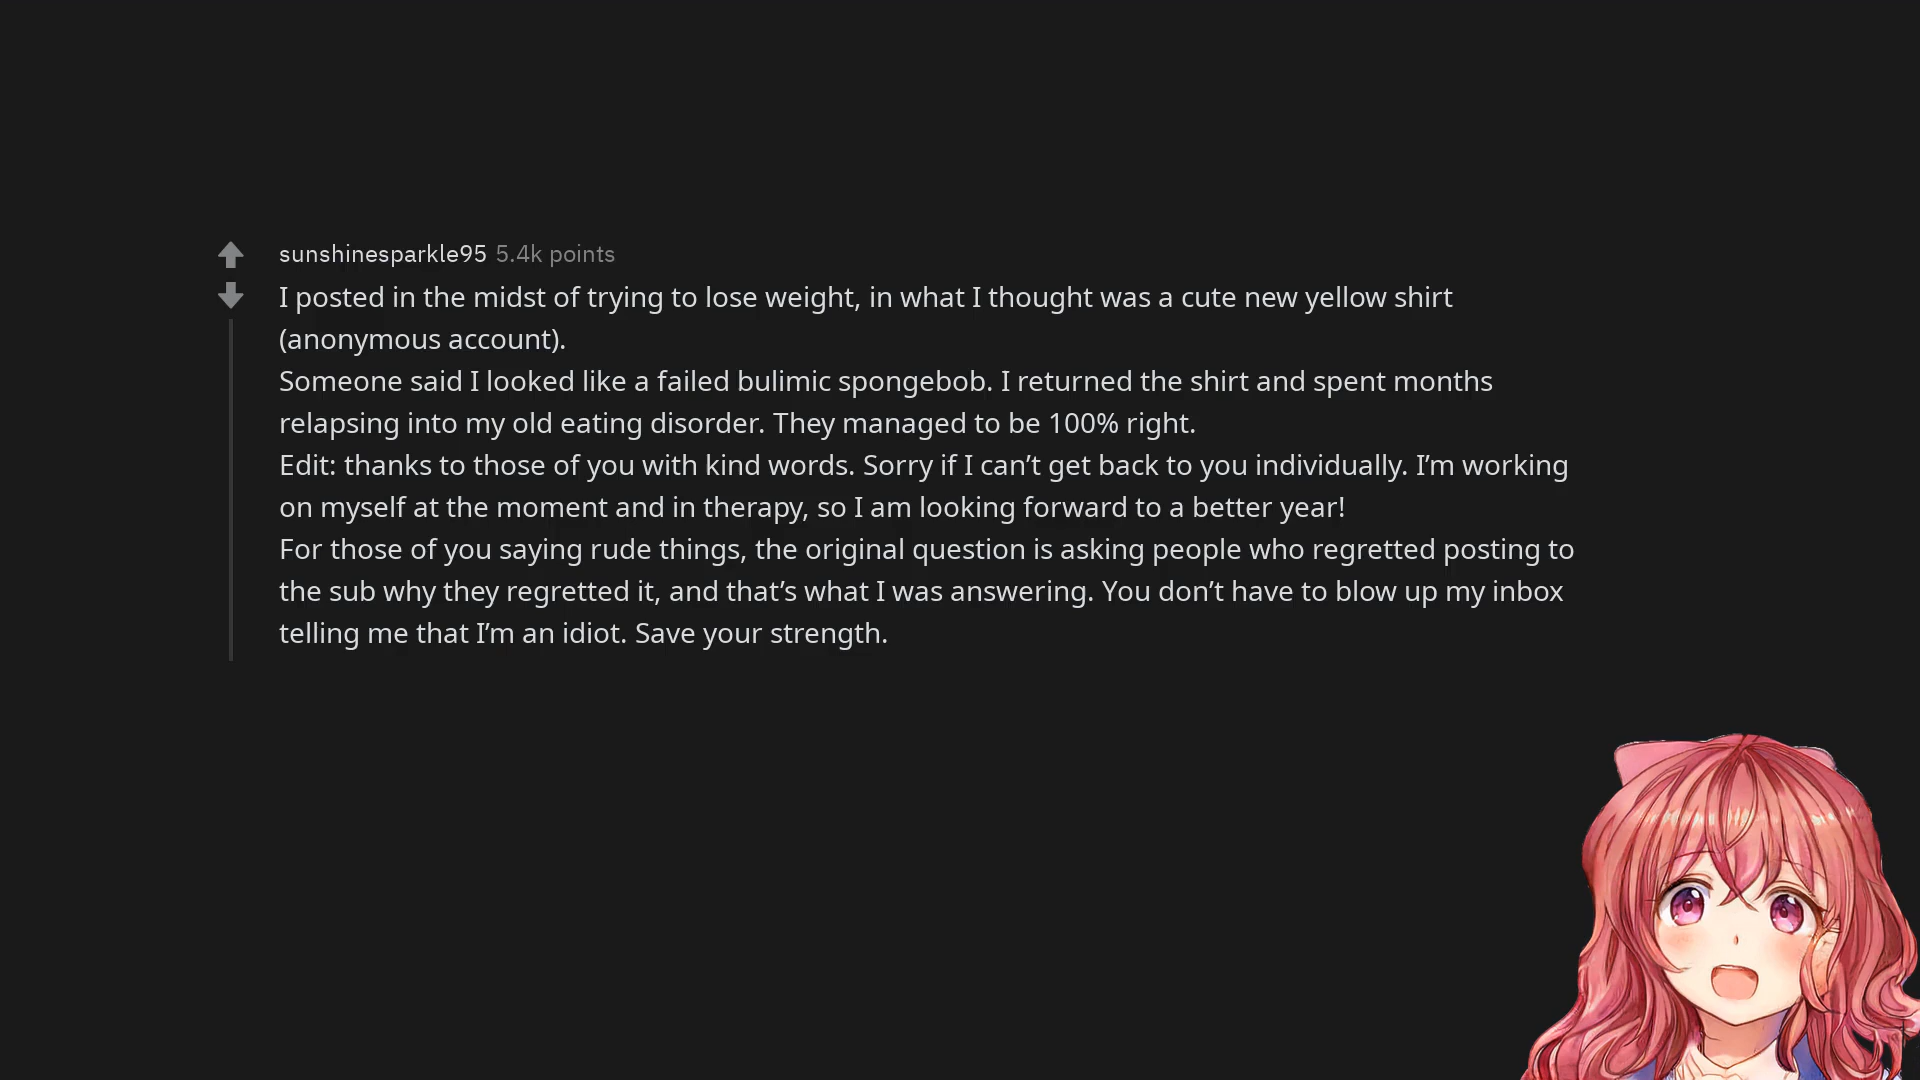 sunshinesparkle95 5.4k points
I posted in the midst of trying to lose weight, in what I thought was a cute new yellow shirt
(anonymous account).
Someone said I looked like a failed bulimic spongebob. I returned the shirt and spent months
relapsing into my old eating disorder. They managed to be 100% right.
Edit: thanks to those of you with kind words. Sorry if I can’t get back to you individually. I’m working
on myself at the moment and in therapy, so I am looking forward to a better year!
For those of you saying rude things, the original question is asking people who regretted posting to
the sub why they regretted it, and that’s what I was answering. You don’t have to blow up my inbox
telling me that I’m an idiot. Save your strength.